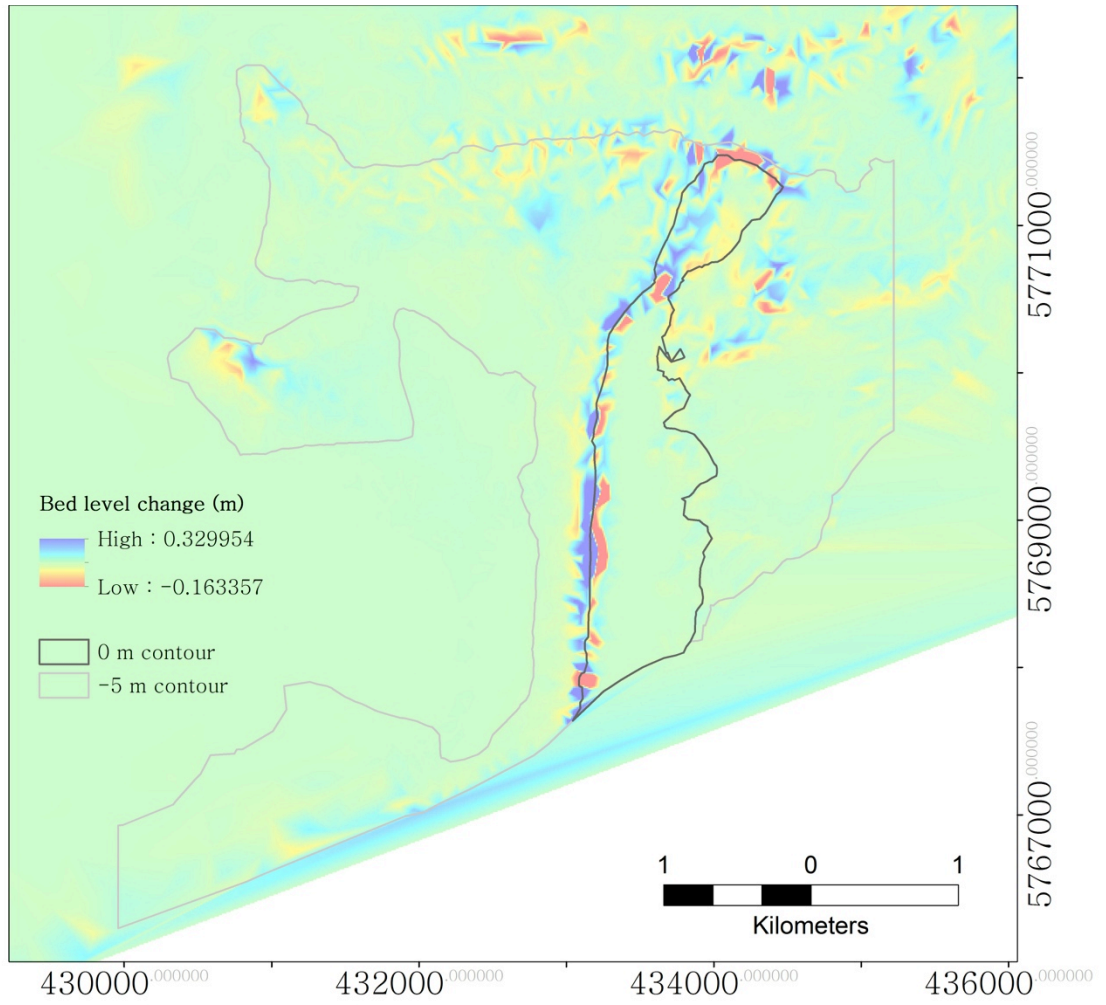 Bed level change (m)
High : 0.329954
Low : -0.163357
0 m contour
-5 m contour
5771000.000000
5769000.000000
5767000.000000
1 0 1
Kilometers
430000.000000 432000.000000 434000.000000 436000.000000